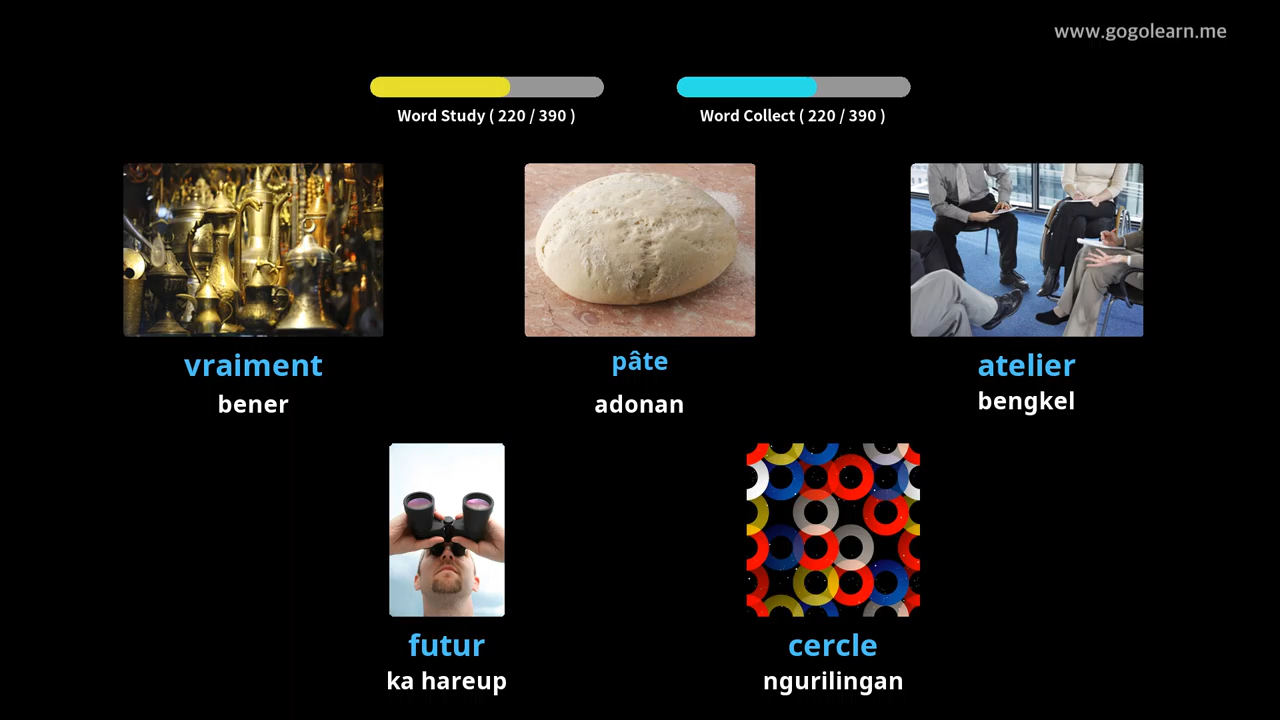 www.gogolearn.me
Word Study ( 220 / 390 )
Word Collect ( 220 / 390 )
vraiment
bener
pâte
adonan
atelier
bengkel
futur
ka hareup
cercle
ngurilingan